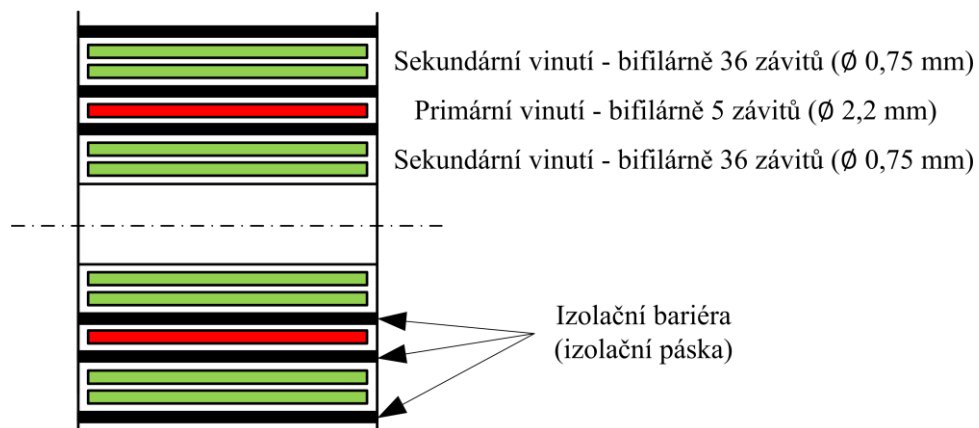 Sekundární vinutí - bifilárně 36 závitů (Ø 0,75 mm)
Primární vinutí - bifilárně 5 závitů (Ø 2,2 mm)
Sekundární vinutí - bifilárně 36 závitů (Ø 0,75 mm)
Izolační bariéra
(izolační páska)